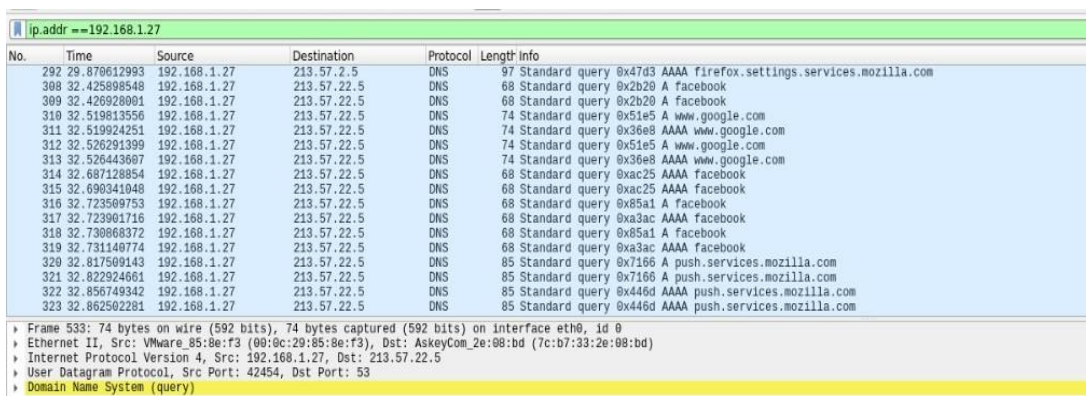 ip.addr ==192.168.1.27
No. Time Source Destination Protocol Length Info
292 29.870612993 192.168.1.27 213.57.2.5 DNS 97 Standard query 0x47d3 AAAA firefox.settings.services.mozilla.com
308 32.425898548 192.168.1.27 213.57.22.5 DNS 68 Standard query 0x2b20 A facebook
309 32.426928001 192.168.1.27 213.57.22.5 DNS 68 Standard query 0x2b20 A facebook
310 32.519813556 192.168.1.27 213.57.22.5 DNS 74 Standard query 0x51e5 A www.google.com
311 32.519924251 192.168.1.27 213.57.22.5 DNS 74 Standard query 0x36e8 AAAA www.google.com
312 32.526291399 192.168.1.27 213.57.22.5 DNS 74 Standard query 0x51e5 A www.google.com
313 32.526443607 192.168.1.27 213.57.22.5 DNS 74 Standard query 0x36e8 AAAA www.google.com
314 32.687128854 192.168.1.27 213.57.22.5 DNS 68 Standard query 0xac25 AAAA facebook
315 32.690341048 192.168.1.27 213.57.22.5 DNS 68 Standard query 0xac25 AAAA facebook
316 32.723509753 192.168.1.27 213.57.22.5 DNS 68 Standard query 0x85a1 A facebook
317 32.723901716 192.168.1.27 213.57.22.5 DNS 68 Standard query 0xa3ac AAAA facebook
318 32.730868372 192.168.1.27 213.57.22.5 DNS 68 Standard query 0x85a1 A facebook
319 32.731140774 192.168.1.27 213.57.22.5 DNS 68 Standard query 0xa3ac AAAA facebook
320 32.817509143 192.168.1.27 213.57.22.5 DNS 85 Standard query 0x7166 A push.services.mozilla.com
321 32.822924661 192.168.1.27 213.57.22.5 DNS 85 Standard query 0x7166 A push.services.mozilla.com
322 32.856749342 192.168.1.27 213.57.22.5 DNS 85 Standard query 0x446d AAAA push.services.mozilla.com
323 32.862502281 192.168.1.27 213.57.22.5 DNS 85 Standard query 0x446d AAAA push.services.mozilla.com
Frame 533: 74 bytes on wire (592 bits), 74 bytes captured (592 bits) on interface eth0, id 0
Ethernet II, Src: VMware_85:8e:f3 (00:0c:29:85:8e:f3), Dst: AskeyCom_2e:08:bd (7c:b7:33:2e:08:bd)
Internet Protocol Version 4, Src: 192.168.1.27, Dst: 213.57.22.5
User Datagram Protocol, Src Port: 42454, Dst Port: 53
Domain Name System (query)